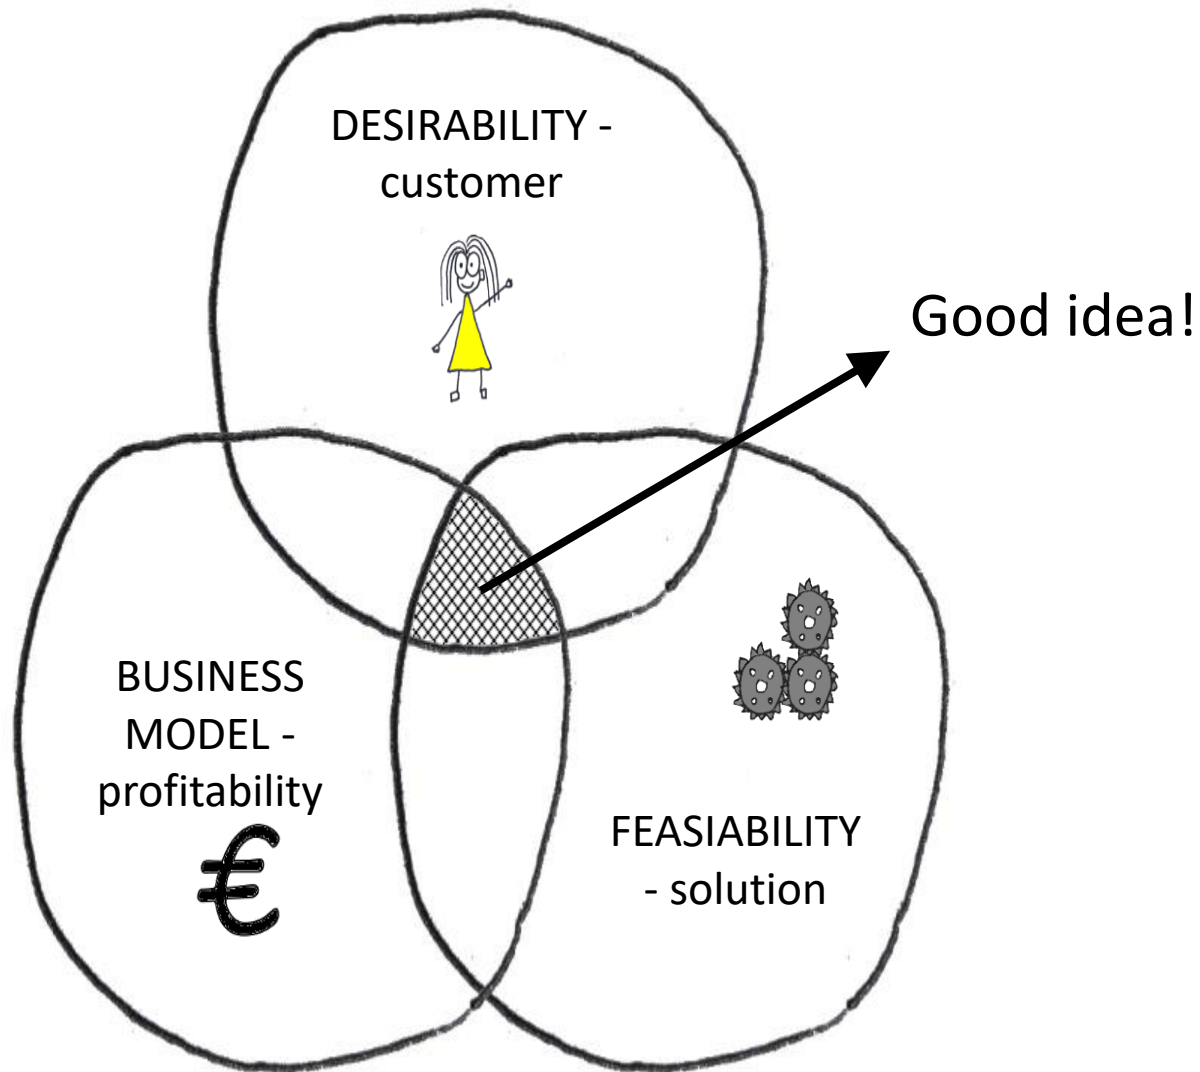 DESIRABILITY -
customer
Good idea!
BUSINESS
MODEL -
profitability
€
FEASIABILITY
- solution